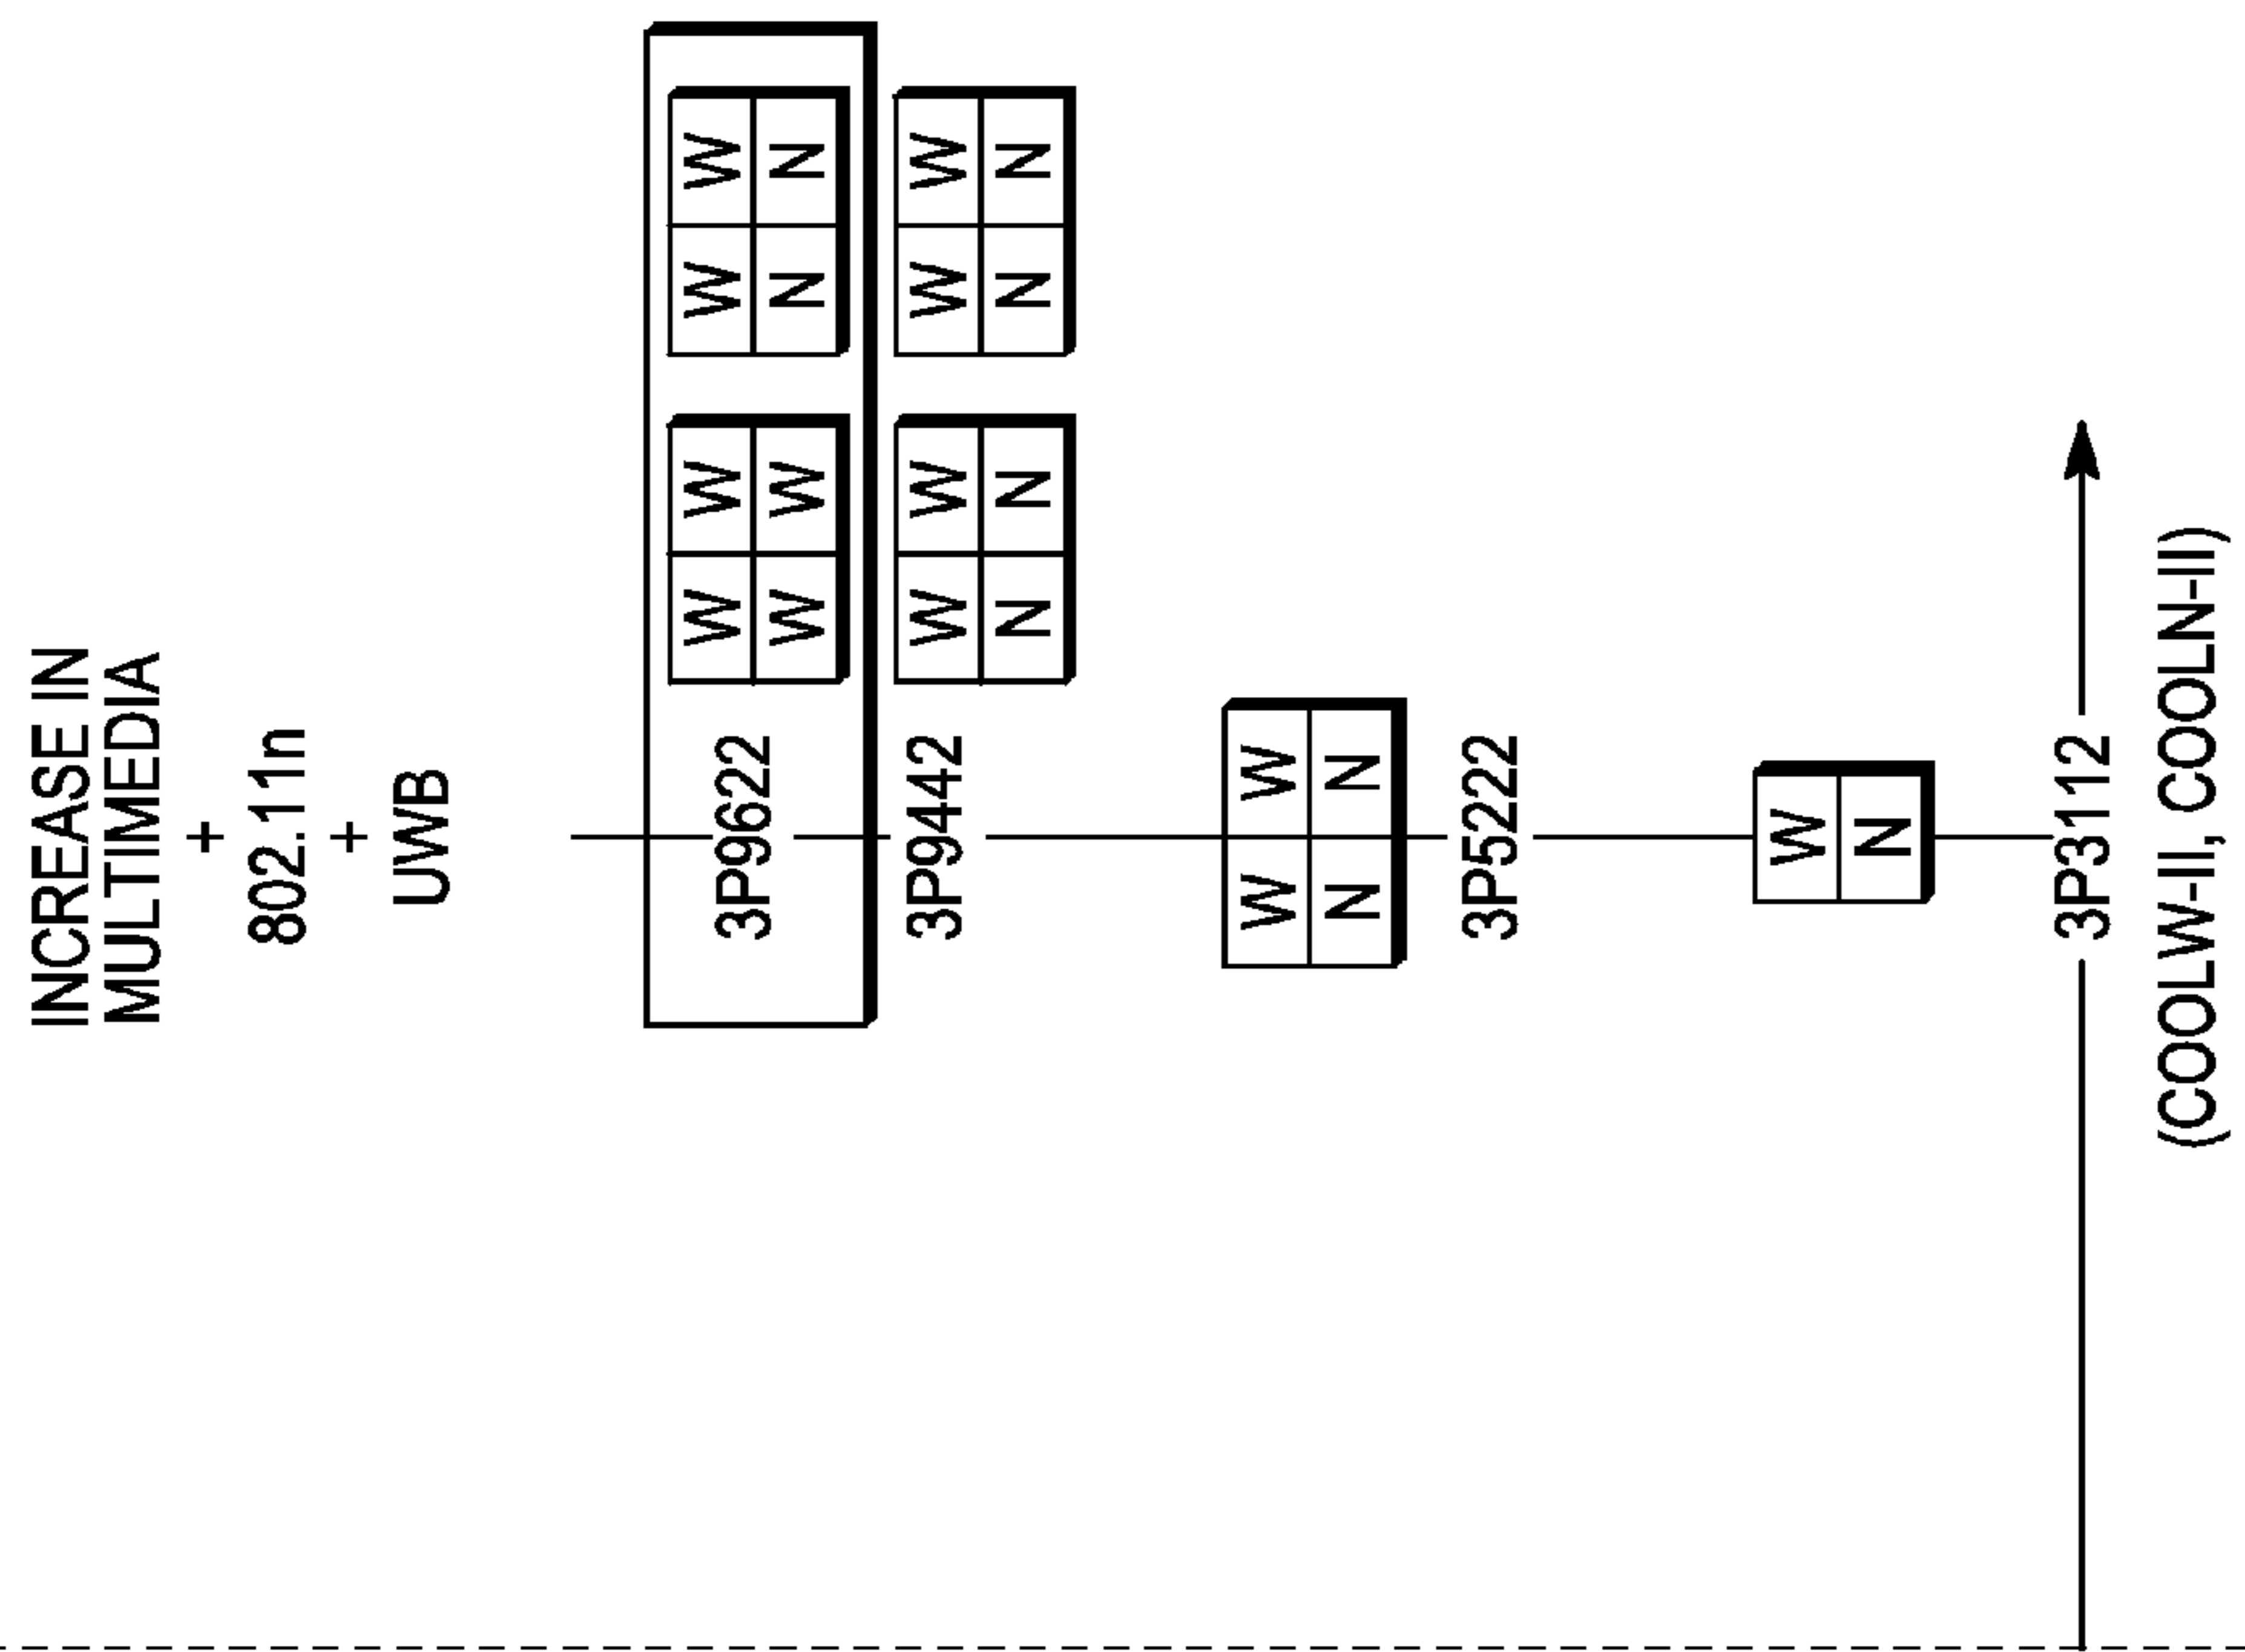 INCREASE IN
MULTIMEDIA
+
802.11n
+
UWB
3P9622 W W W W
W W N N
3P9442 W W W W
N N N N
W W
N N
3P5222
W
N
3P3112
(COOLW-II, COOLN-II)